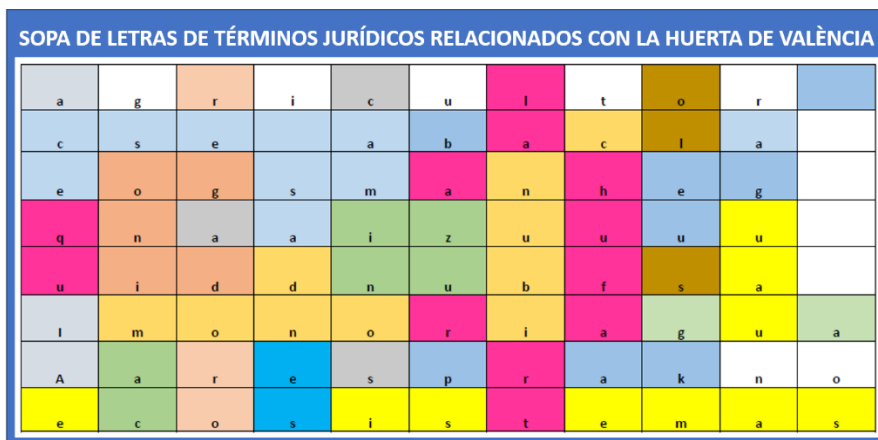 SOPA DE LETRAS DE TÉRMINOS JURÍDICOS RELACIONADOS CON LA HUERTA DE VALÈNCIA
a g r i c u l t o r
c s e a b a c l a
e o g s m a n h e g
q n a a i z u u u u
u i d d n u b f s a
I m o n o r i a g u a
A a r e s p r a k n o
e c o s i s t e m a s